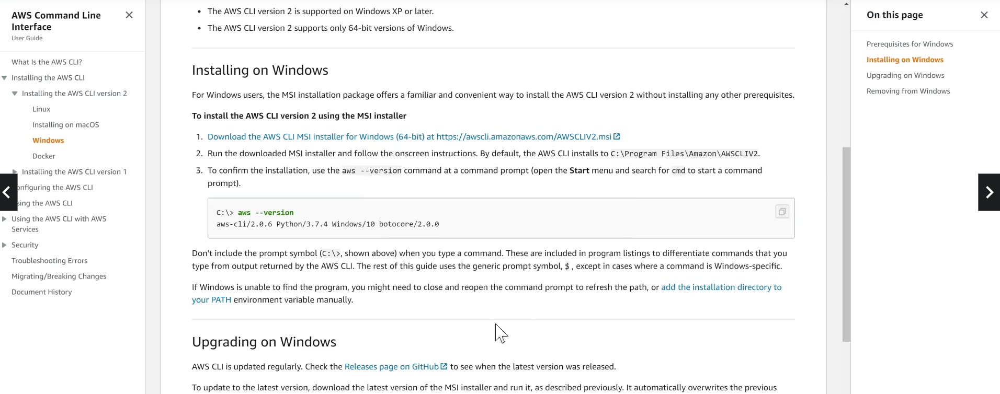 AWS Command Line
Interface
User Guide
What Is the AWS CLI?
Installing the AWS CLI
Installing the AWS CLI version 2
Linux
Installing on macOS
Windows
Docker
Installing the AWS CLI version 1
onfiguring the AWS CLI
sing the AWS CLI
Using the AWS CLI with AWS
Services
Security
Troubleshooting Errors
Migrating/Breaking Changes
Document History
• The AWS CLI version 2 is supported on Windows XP or later.
• The AWS CLI version 2 supports only 64-bit versions of Windows.
Installing on Windows
For Windows users, the MSI installation package offers a familiar and convenient way to install the AWS CLI version 2 without installing any other prerequisites.
To install the AWS CLI version 2 using the MSI installer
1. Download the AWS CLI MSI installer for Windows (64-bit) at https://awscli.amazonaws.com/AWSCLIV2.msi
2. Run the downloaded MSI installer and follow the onscreen instructions. By default, the AWS CLI installs to C:\Program Files\Amazon\AWSCLIV2.
3. To confirm the installation, use the aws --version command at a command prompt (open the Start menu and search for cmd to start a command
prompt).
C:\> aws --version
aws-cli/2.0.6 Python/3.7.4 Windows/10 botocore/2.0.0
Don't include the prompt symbol (C:\>, shown above) when you type a command. These are included in program listings to differentiate commands that you
type from output returned by the AWS CLI. The rest of this guide uses the generic prompt symbol, $ , except in cases where a command is Windows-specific.
If Windows is unable to find the program, you might need to close and reopen the command prompt to refresh the path, or add the installation directory to
your PATH environment variable manually.
Upgrading on Windows
AWS CLI is updated regularly. Check the Releases page on GitHub to see when the latest version was released.
To update to the latest version, download the latest version of the MSI installer and run it, as described previously. It automatically overwrites the previous
On this page
Prerequisites for Windows
Installing on Windows
Upgrading on Windows
Removing from Windows